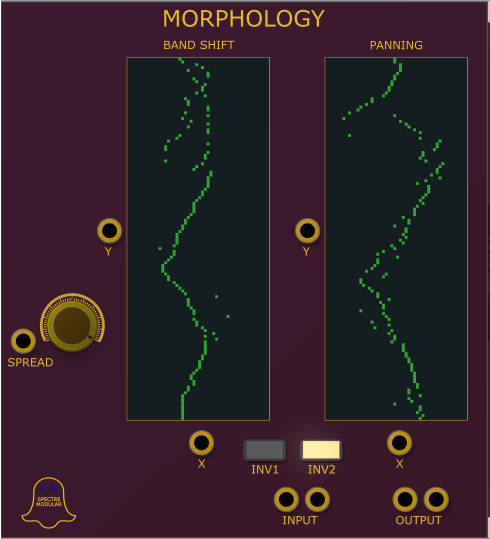 MORPHOLOGY
BAND SHIFT
PANNING
Y
Y
SPREAD
X
X
INV1
INV2
INPUT
OUTPUT
SPECTRE
MODULAR